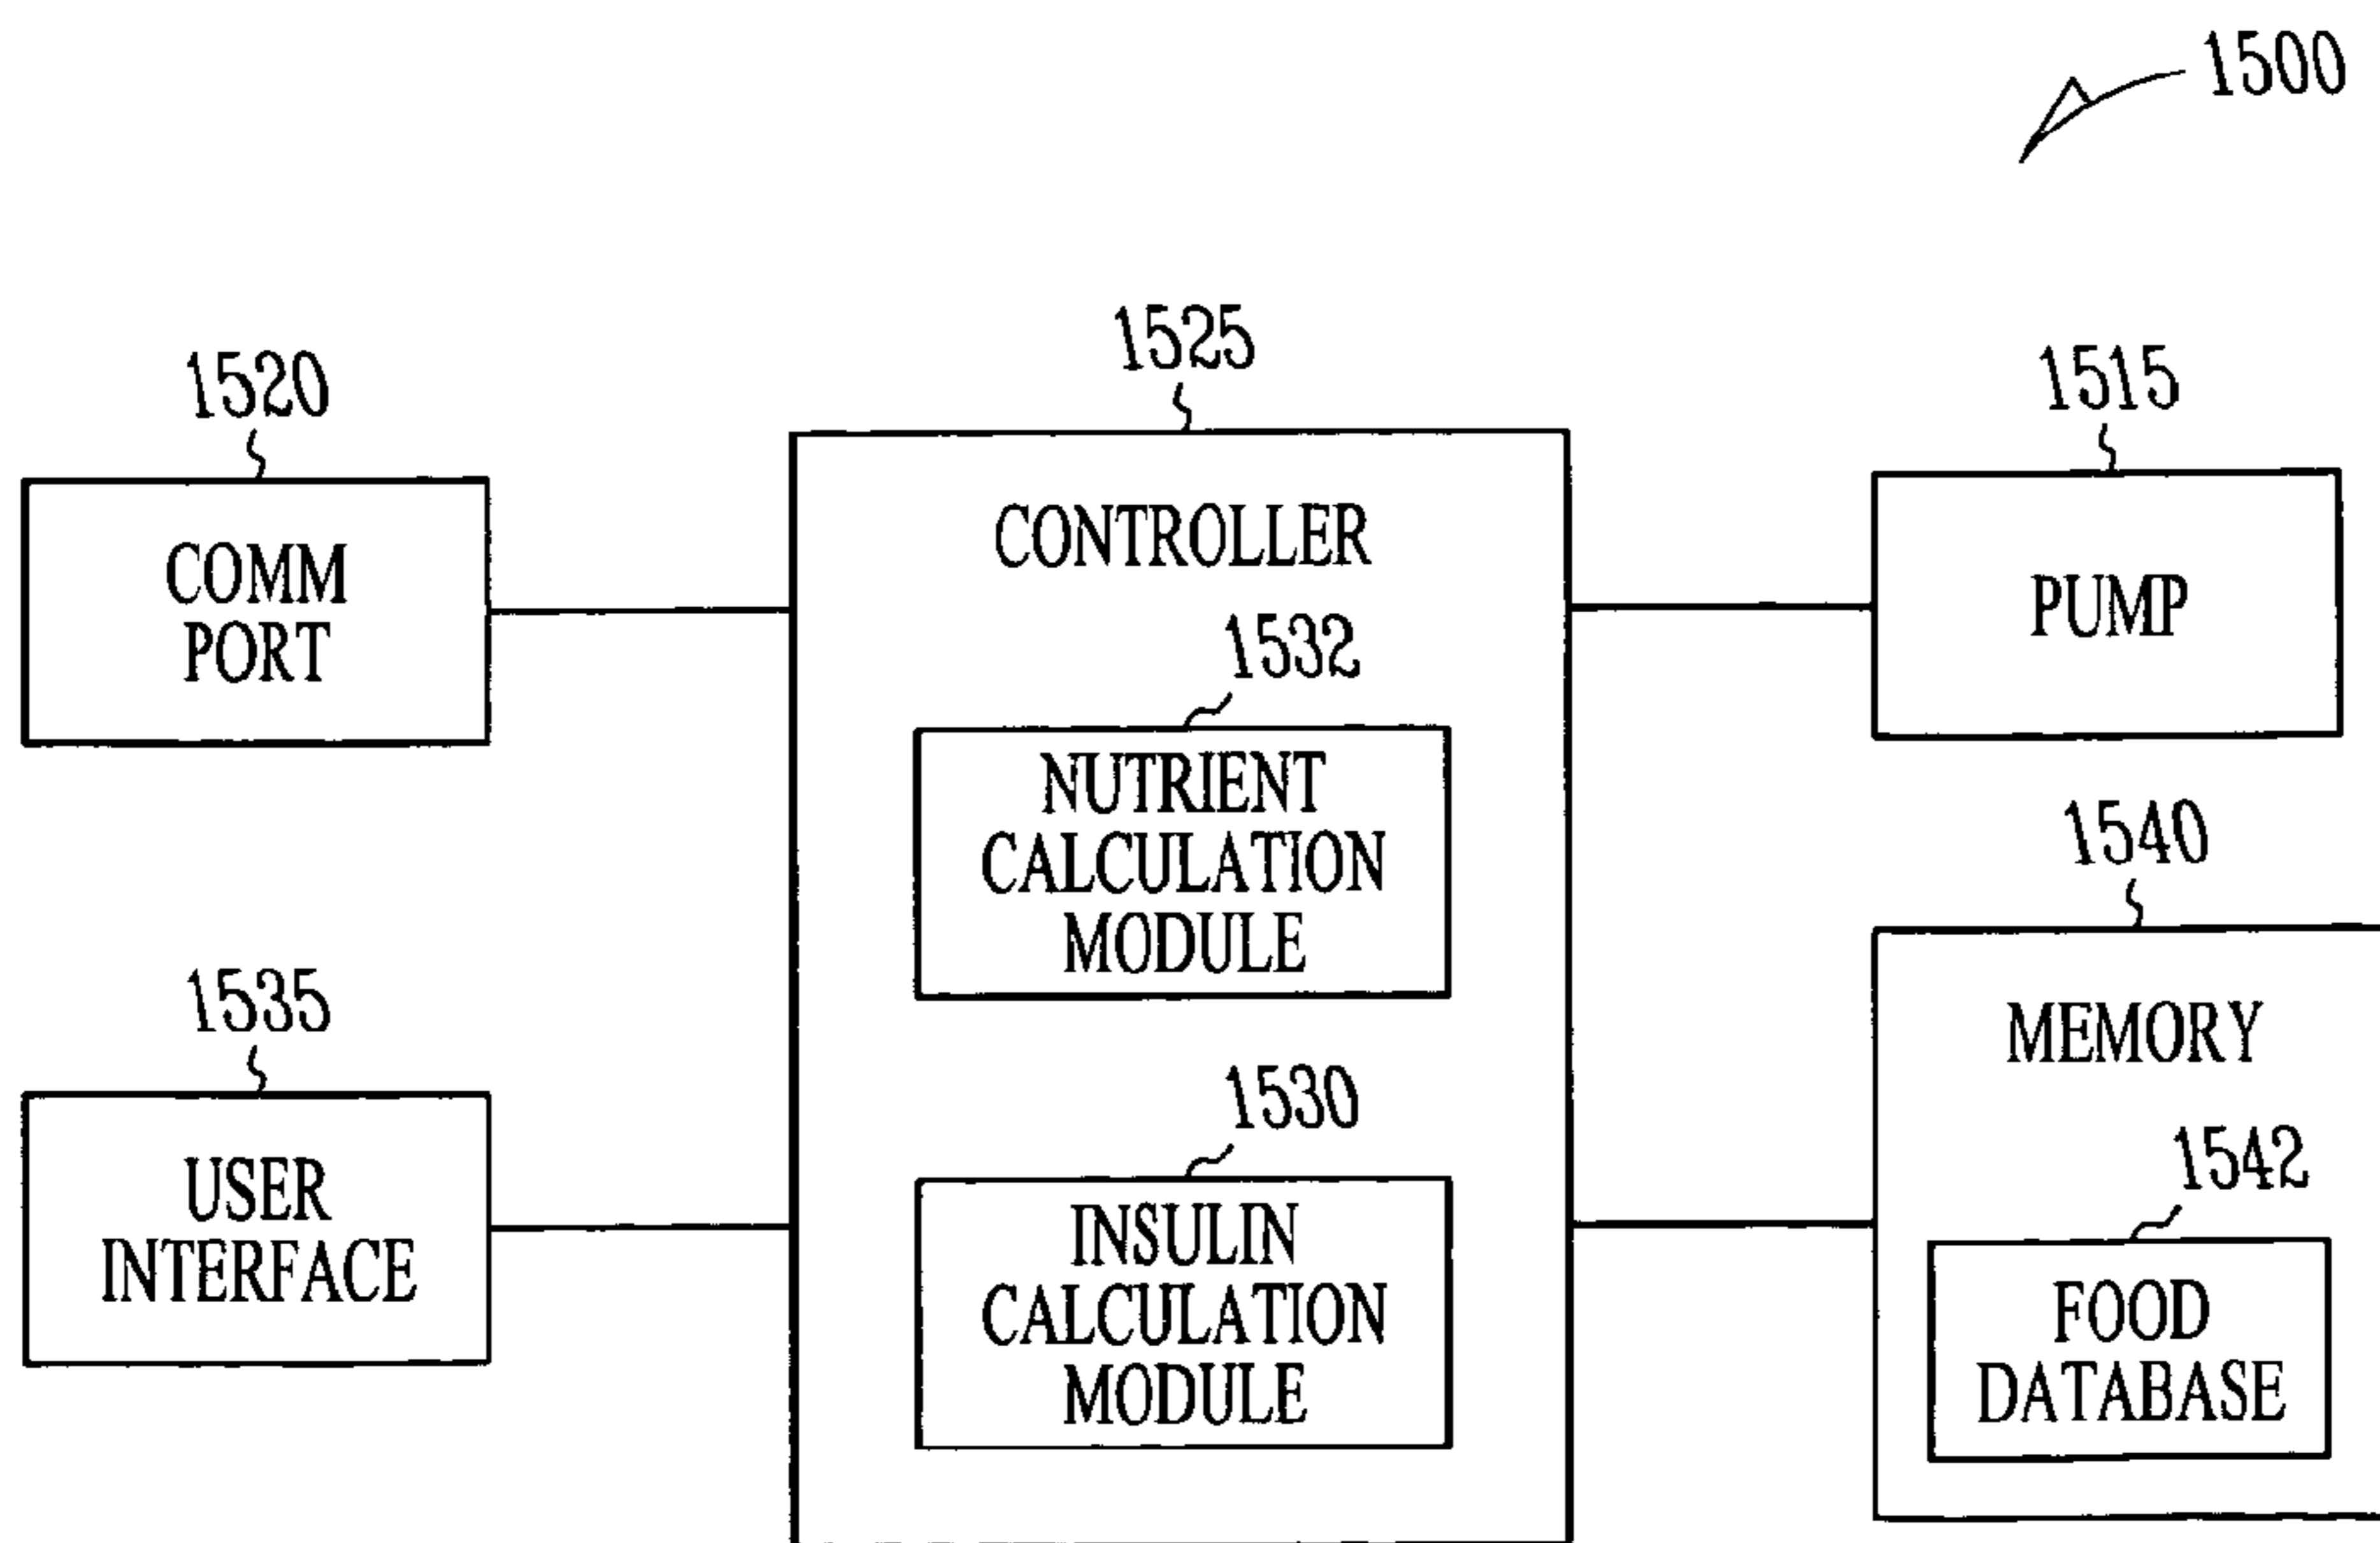 1500
1520
COMM
PORT
1525
CONTROLLER
1532
NUTRIENT
CALCULATION
MODULE
1530
INSULIN
CALCULATION
MODULE
1515
PUMP
1535
USER
INTERFACE
1540
MEMORY
1542
FOOD
DATABASE